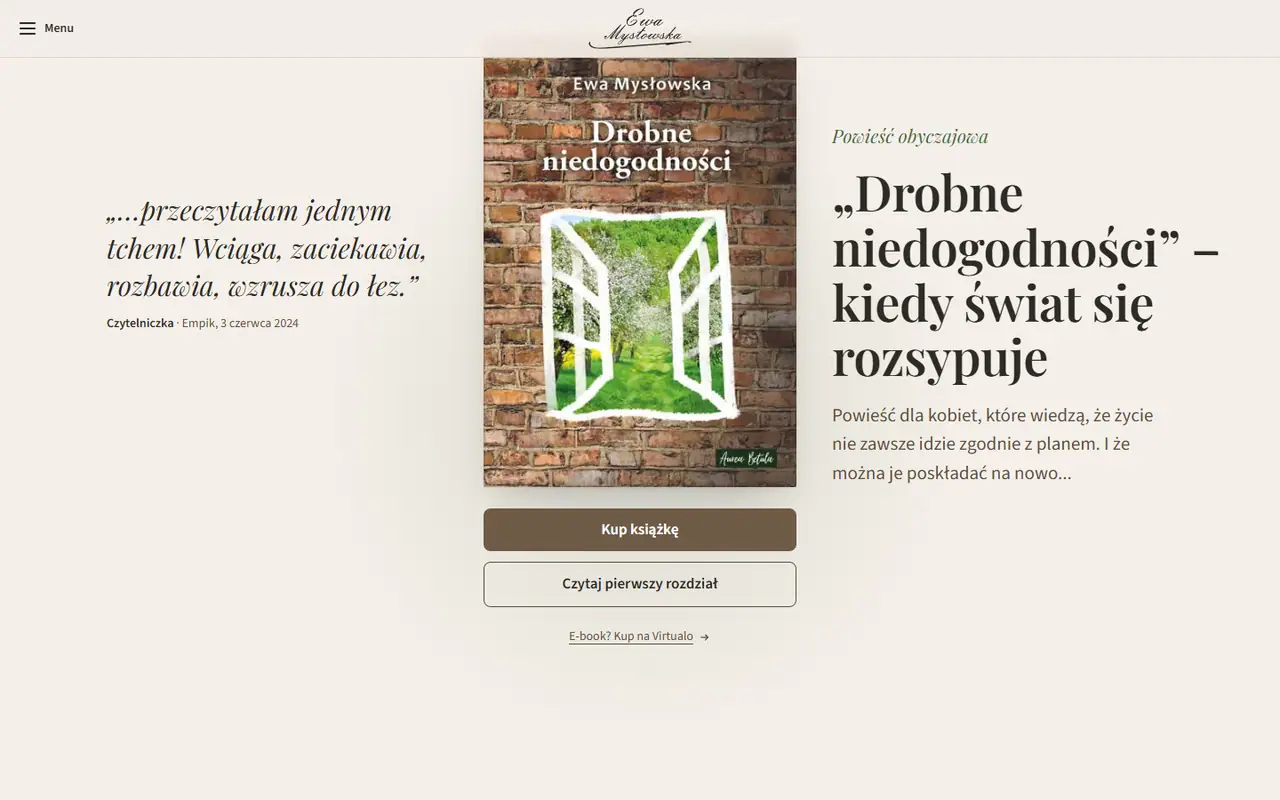 Menu
Ewa
Mysłowska
„…przeczytałam jednym
tchem! Wciąga, zaciekawia,
rozbawia, wzrusza do łez.”
Czytelniczka · Empik, 3 czerwca 2024
Ewa Mysłowska
Drobne
niedogodności
Aurea Betula
Kup książkę
Czytaj pierwszy rozdział
E-book? Kup na Virtualo →
Powieść obyczajowa
„Drobne
niedogodności” –
kiedy świat się
rozsypuje
Powieść dla kobiet, które wiedzą, że życie
nie zawsze idzie zgodnie z planem. I że
można je poskładać na nowo...